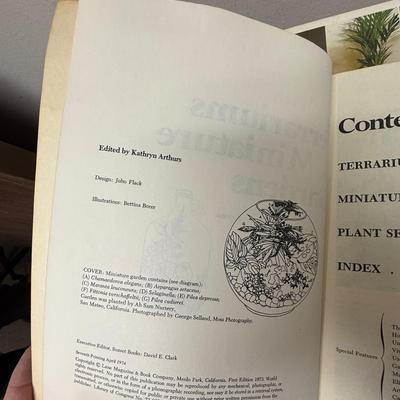 Edited by Kathryn Arthurs
Design: John Flack
Illustrations: Bettina Borer
COVER: Miniature garden contains (see diagram):
(A) Chamaedorea elegans; (B) Asparagus setaceus;
(C) Maranta leuconeura; (D) Selaginella; (E) Pilea depressa;
(F) Fittonia verschaffeltii; (G) Pilea cadierei.
Garden was planted by Ah Sam Nursery,
San Mateo, California. Photographed by George Selland, Moss Photography.
Executive Editor, Sunset Books: David E. Clark
Seventh Printing April 1974
Copyright © Lane Magazine & Book Company, Menlo Park, California. First Edition 1973. World
rights reserved. No part of this publication may be reproduced by any mechanical, photographic, or
electronic process, or in the form of a phonographic recording, nor may it be stored in a retrieval system,
transmitted, or otherwise copied for public or private use without prior written permission from the
publisher. Library of Congress No.
Conte
TERRARIU
MINIATUR
PLANT SE
INDEX .
Special Features